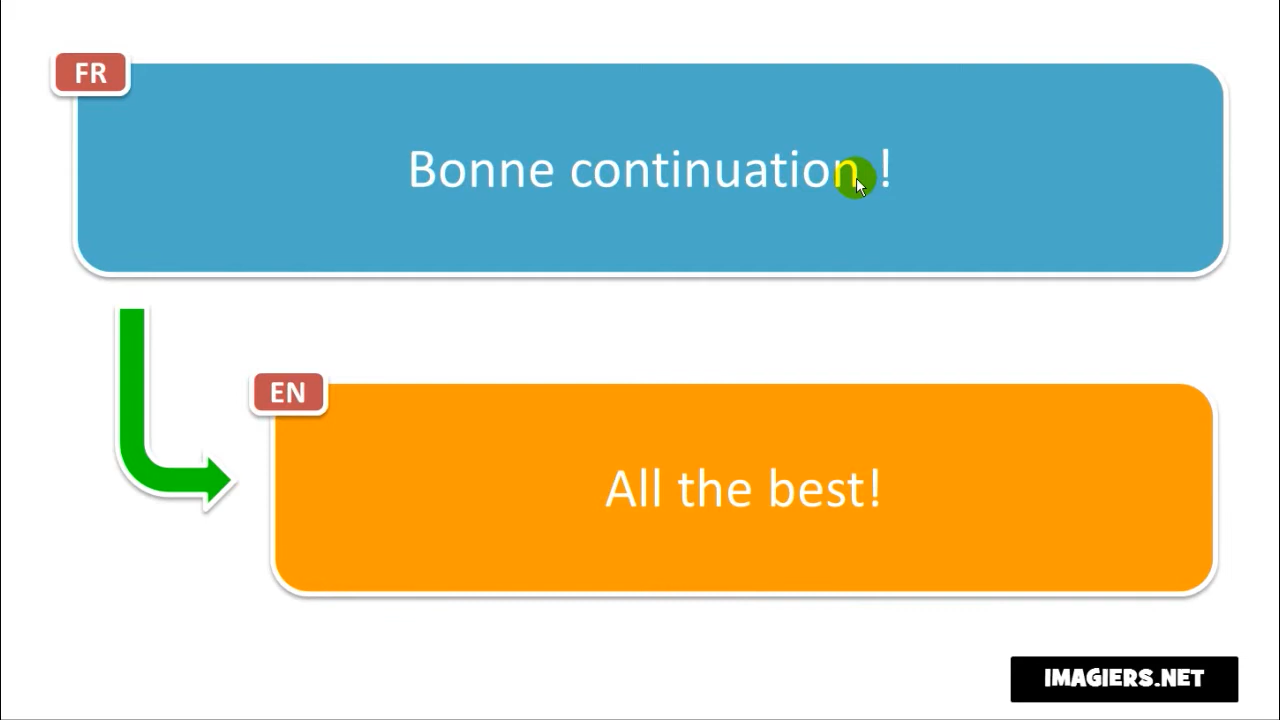 FR
Bonne continuation !
EN
All the best!
IMAGIERS.NET